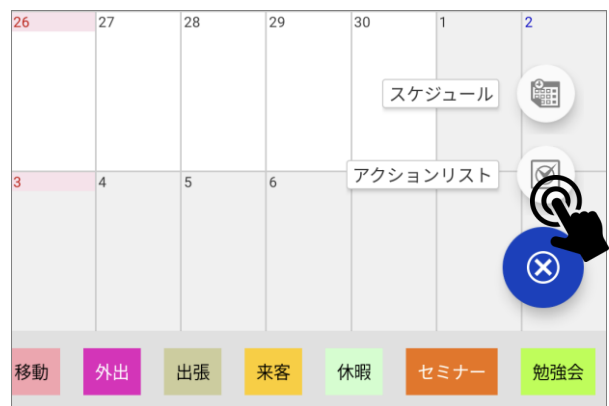 26 27 28 29 30 1 2
スケジュール
アクションリスト
3 4 5 6
移動 外出 出張 来客 休暇 セミナー 勉強会